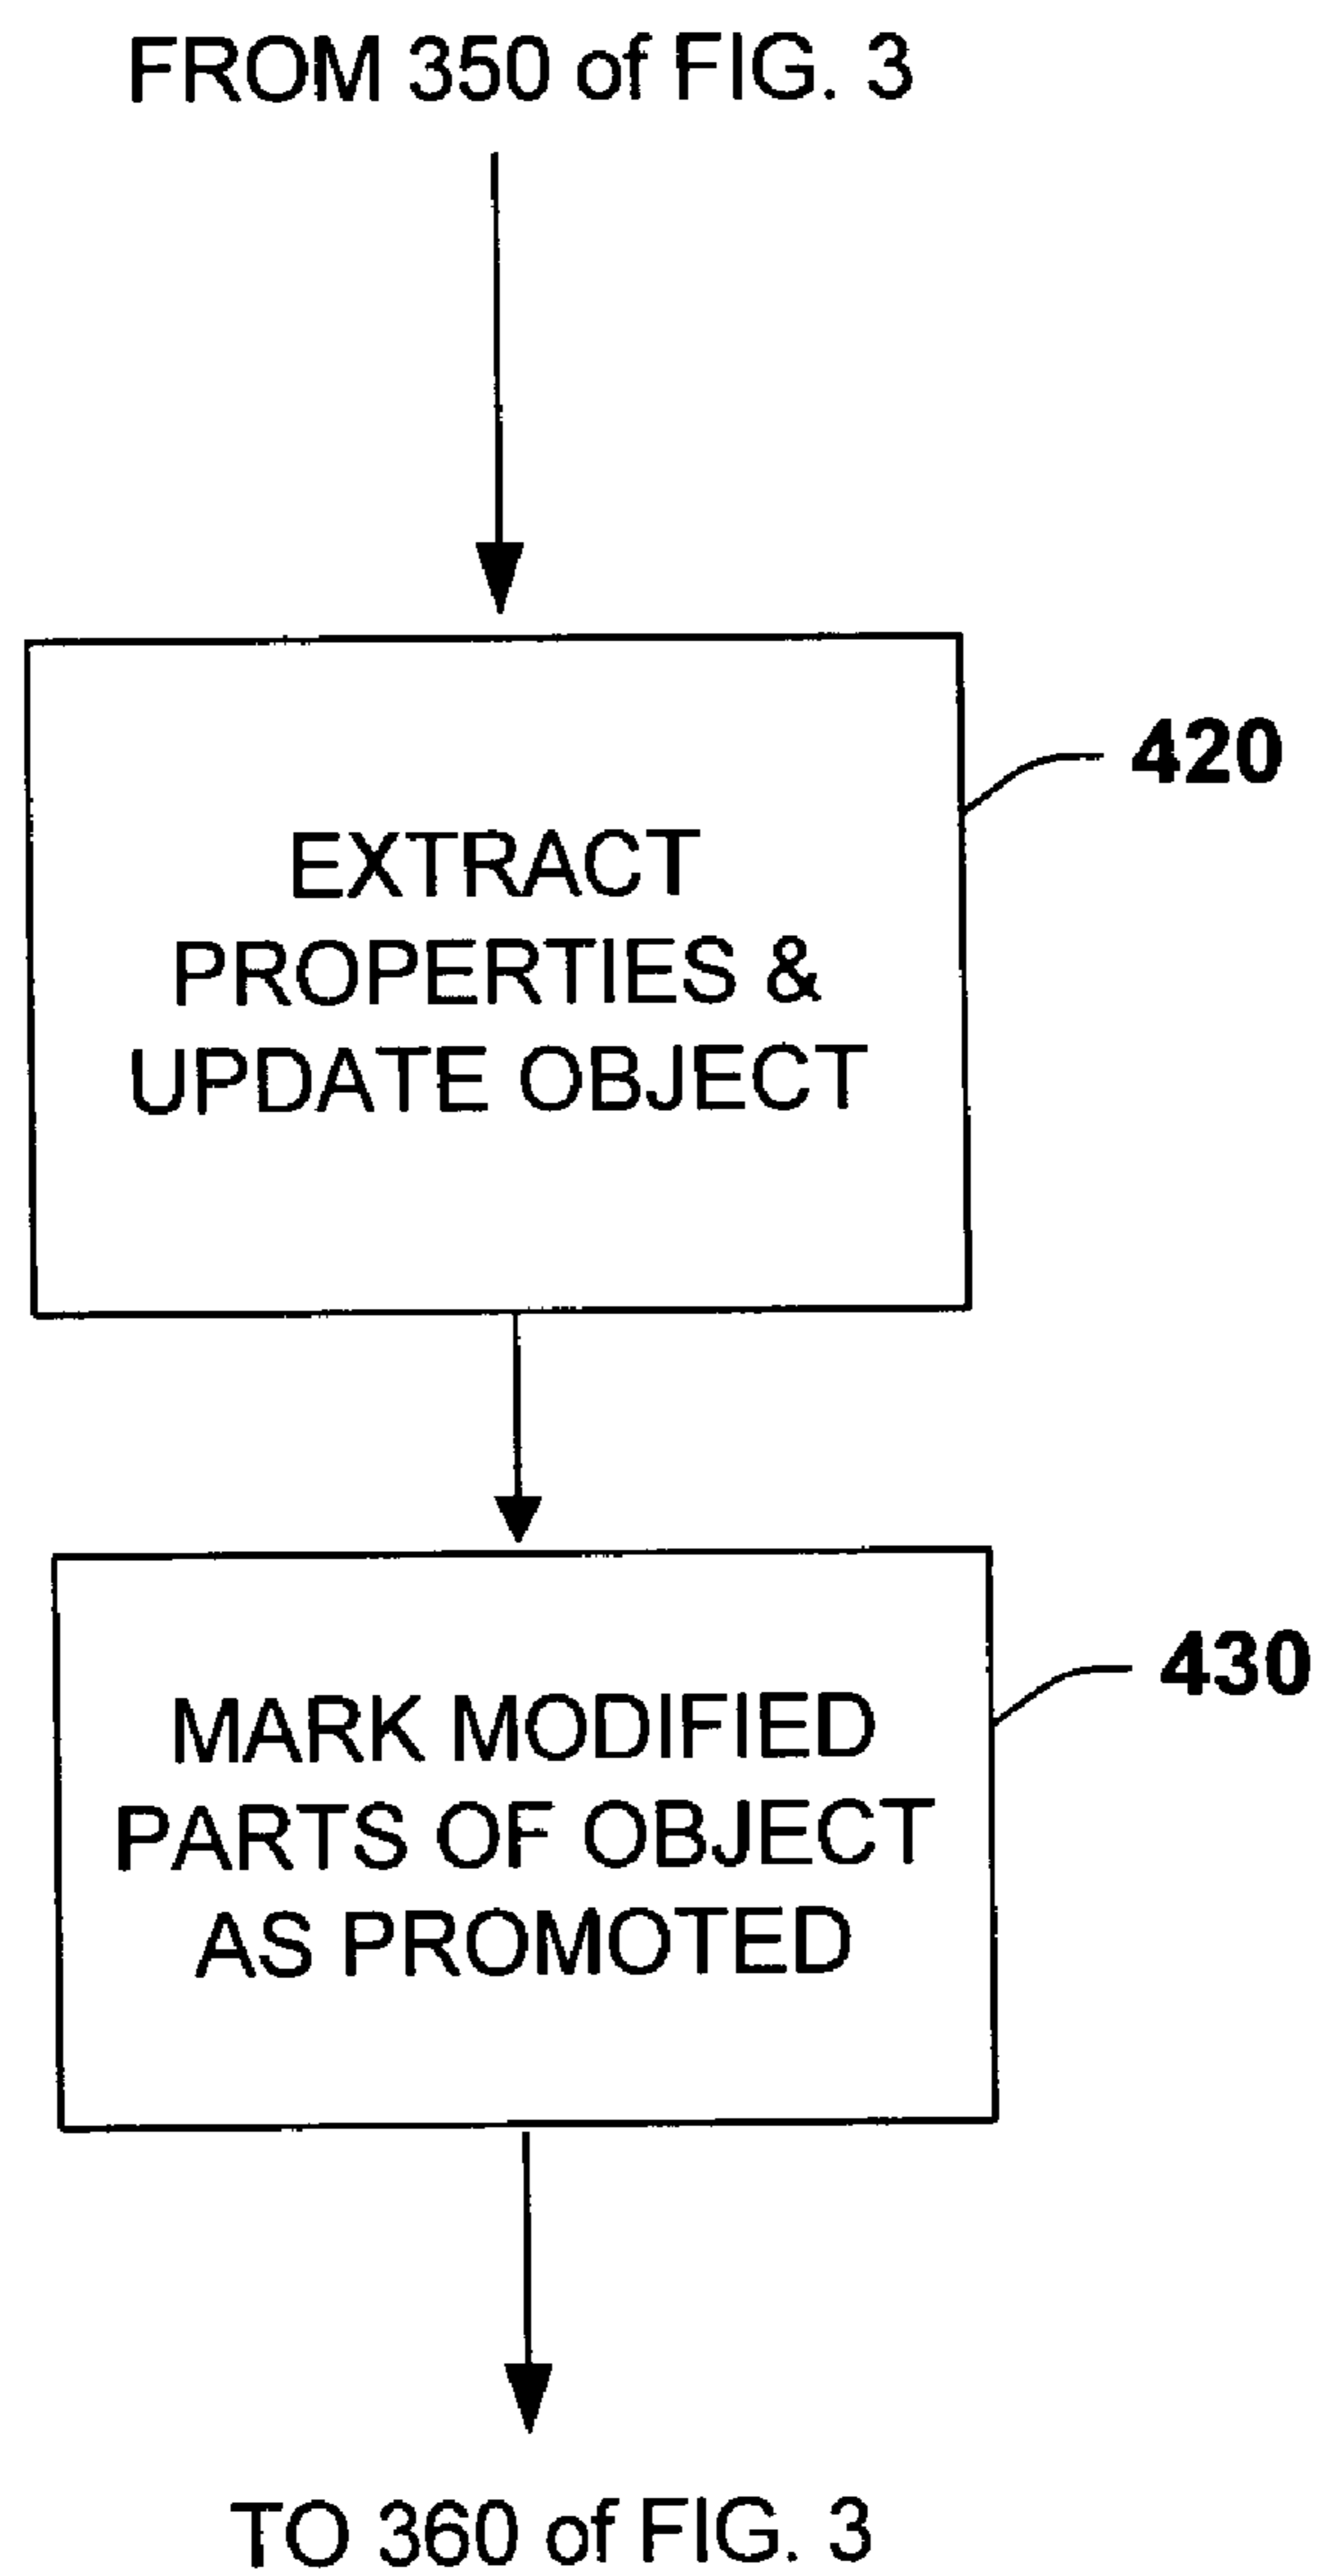 FROM 350 of FIG. 3
420
EXTRACT
PROPERTIES &
UPDATE OBJECT
430
MARK MODIFIED
PARTS OF OBJECT
AS PROMOTED
TO 360 of FIG. 3